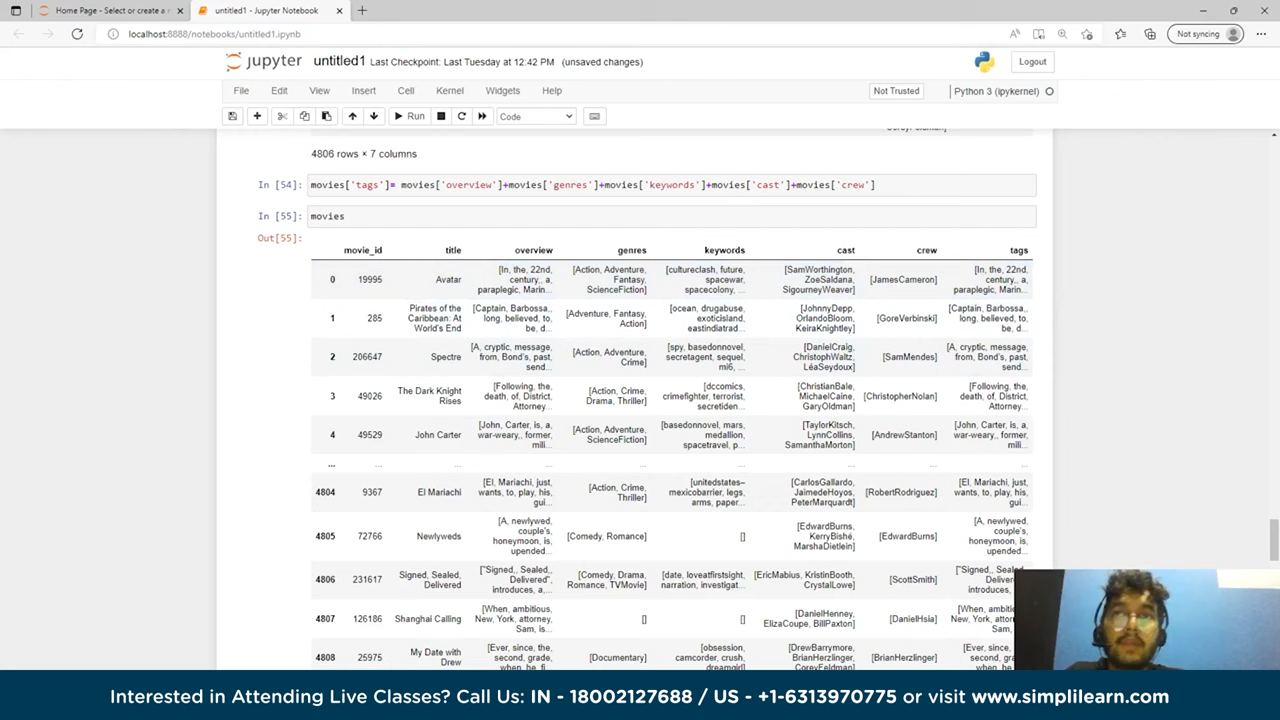 Home Page - Select or create a n
untitled1 - Jupyter Notebook
localhost:8888/notebooks/untitled1.ipynb
Not syncing
jupyter untitled1 Last Checkpoint: Last Tuesday at 12:42 PM (unsaved changes)
Logout
File Edit View Insert Cell Kernel Widgets Help
Not Trusted
Python 3 (ipykernel)
Run
Code
4806 rows × 7 columns
In [54]: movies['tags']= movies['overview']+movies['genres']+movies['keywords']+movies['cast']+movies['crew']
In [55]: movies
Out[55]:
movie_id title overview genres keywords cast crew tags
0 19995 Avatar [In, the, 22nd, century,, a, paraplegic, Marin... [Action, Adventure, Fantasy, ScienceFiction] [cultureclash, future, spacewar, spacecolony, ... [SamWorthington, ZoeSaldana, SigourneyWeaver] [JamesCameron] [In, the, 22nd, century,, a, paraplegic, Marin...
1 285 Pirates of the Caribbean: At World's End [Captain, Barbossa,, long, believed, to, be, d... [Adventure, Fantasy, Action] [ocean, drugabuse, exoticisland, eastindiatrad... [JohnnyDepp, OrlandoBloom, KeiraKnightley] [GoreVerbinski] [Captain, Barbossa,, long, believed, to, be, d...
2 206647 Spectre [A, cryptic, message, from, Bond's, past, send... [Action, Adventure, Crime] [spy, basedonnovel, secretagent, sequel, mi6, ... [DanielCraig, ChristophWaltz, LéaSeydoux] [SamMendes] [A, cryptic, message, from, Bond's, past, send...
3 49026 The Dark Knight Rises [Following, the, death, of, District, Attorney... [Action, Crime, Drama, Thriller] [dccomics, crimefighter, terrorist, secretiden... [ChristianBale, MichaelCaine, GaryOldman] [ChristopherNolan] [Following, the, death, of, District, Attorney...
4 49529 John Carter [John, Carter, is, a, war-weary,, former, mili... [Action, Adventure, ScienceFiction] [basedonnovel, mars, medallion, spacetravel, p... [TaylorKitsch, LynnCollins, SamanthaMorton] [AndrewStanton] [John, Carter, is, a, war-weary,, former, mili...
... ... ... ... ... ... ... ... ...
4804 9367 El Mariachi [El, Mariachi, just, wants, to, play, his, gui... [Action, Crime, Thriller] [unitedstates–mexicobarrier, legs, arms, paper... [CarlosGallardo, JaimedeHoyos, PeterMarquardt] [RobertRodriguez] [El, Mariachi, just, wants, to, play, his, gui...
4805 72766 Newlyweds [A, newlywed, couple's, honeymoon, is, upended... [Comedy, Romance] [] [EdwardBurns, KerryBishé, MarshaDietlein] [EdwardBurns] [A, newlywed, couple's, honeymoon, is, upended...
4806 231617 Signed, Sealed, Delivered ["Signed,, Sealed,, Delivered", introduces, a,... [Comedy, Drama, Romance, TVMovie] [date, loveatfirstsight, narration, investigat... [EricMabius, KristinBooth, CrystalLowe] [ScottSmith] ["Signed,, Sealed, Delivere introduces, a
4807 126186 Shanghai Calling [When, ambitious, New, York, attorney, Sam, is... [] [] [DanielHenney, ElizaCoupe, BillPaxton] [DanielHsia] [When, ambitio New, York, attorn Sam,
4808 25975 My Date with Drew [Ever, since, the, second, grade, when, he, fi... [Documentary] [obsession, camcorder, crush, dreamgirl] [DrewBarrymore, BrianHerzlinger, CoreyFeldman] [BrianHerzlinger] [Ever, since, t second, grad when, he
Interested in Attending Live Classes? Call Us: IN - 18002127688 / US - +1-6313970775 or visit www.simplilearn.com